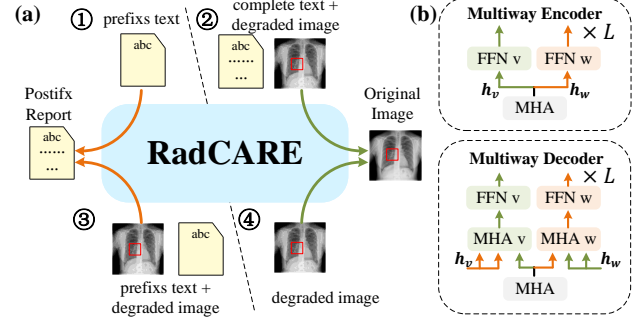 (a)
① prefixs text
abc
② complete text +
degraded image
abc
......
...
Postifx
Report
abc
......
...
RadCARE
Original
Image
③
abc
prefixs text +
degraded image
④
degraded image
(b)
Multiway Encoder
× L
FFN v FFN w
h_v h_w
MHA
Multiway Decoder
× L
FFN v FFN w
MHA v MHA w
h_v h_w
MHA